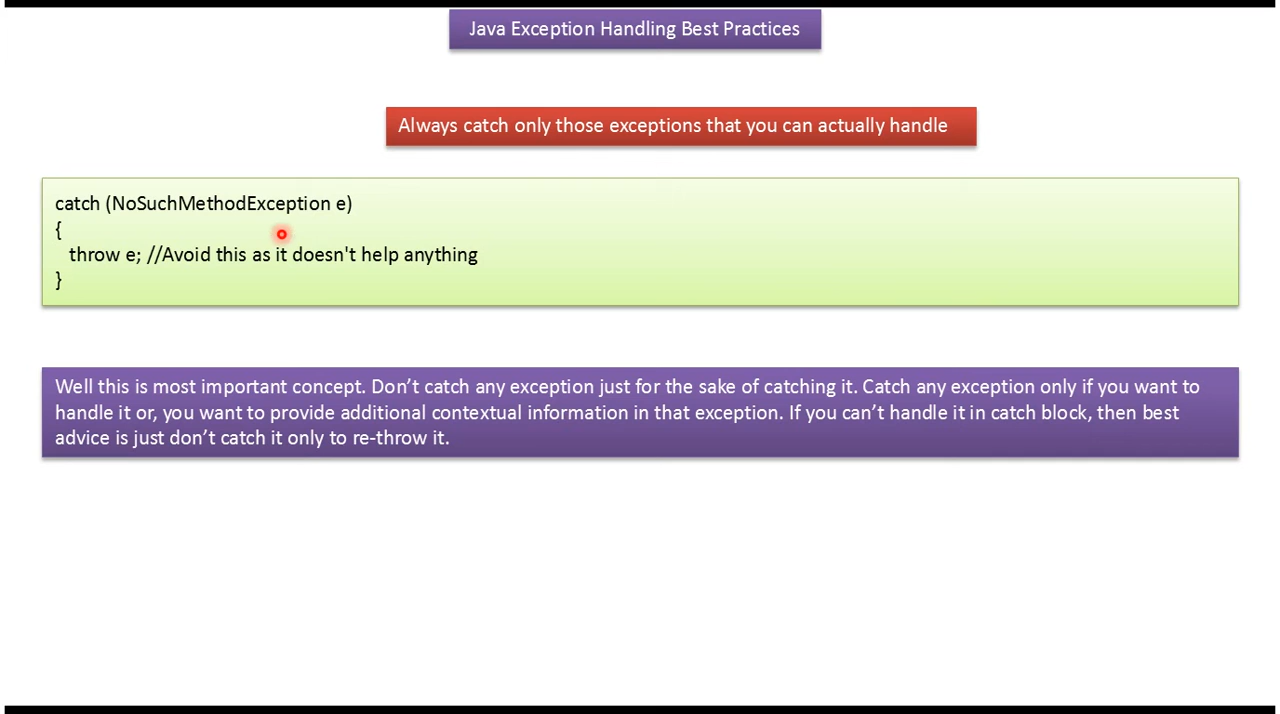 Java Exception Handling Best Practices
Always catch only those exceptions that you can actually handle
catch (NoSuchMethodException e)
{
throw e; //Avoid this as it doesn't help anything
}
Well this is most important concept. Don’t catch any exception just for the sake of catching it. Catch any exception only if you want to
handle it or, you want to provide additional contextual information in that exception. If you can’t handle it in catch block, then best
advice is just don’t catch it only to re-throw it.